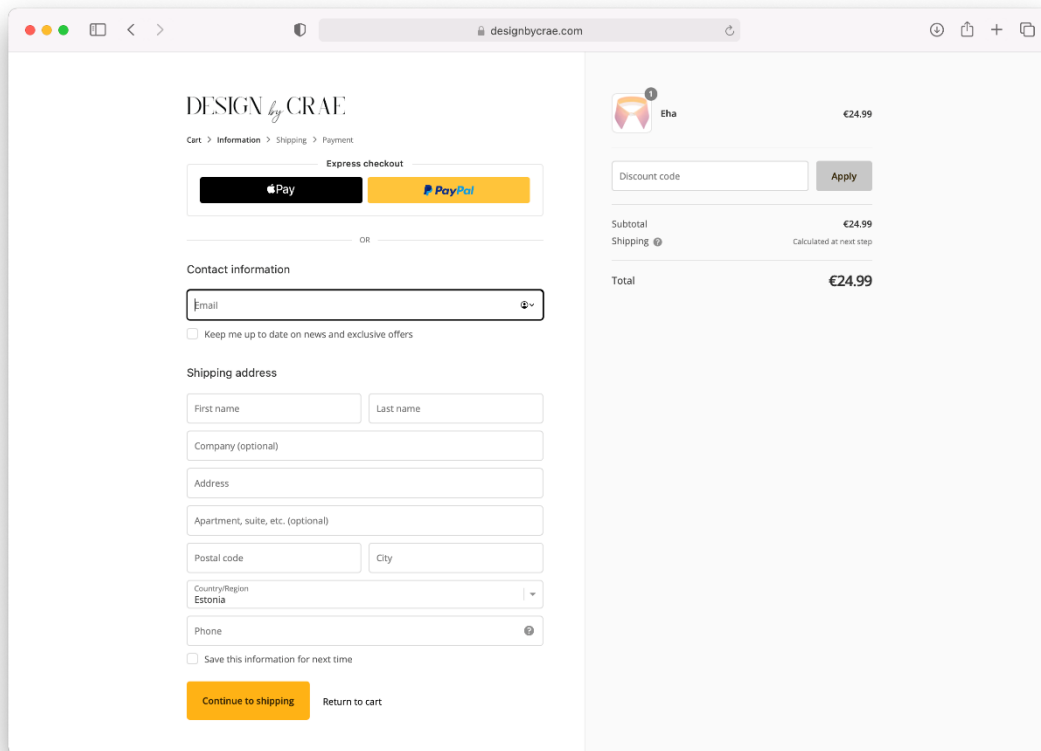 designbycrae.com
DESIGN by CRAE
Cart > Information > Shipping > Payment
Express checkout
Pay
PayPal
OR
Contact information
Email
Keep me up to date on news and exclusive offers
Shipping address
First name
Last name
Company (optional)
Address
Apartment, suite, etc. (optional)
Postal code
City
Country/Region
Estonia
Phone
?
Save this information for next time
Continue to shipping
Return to cart
1
Eha
€24.99
Discount code
Apply
Subtotal
€24.99
Shipping ?
Calculated at next step
Total
€24.99